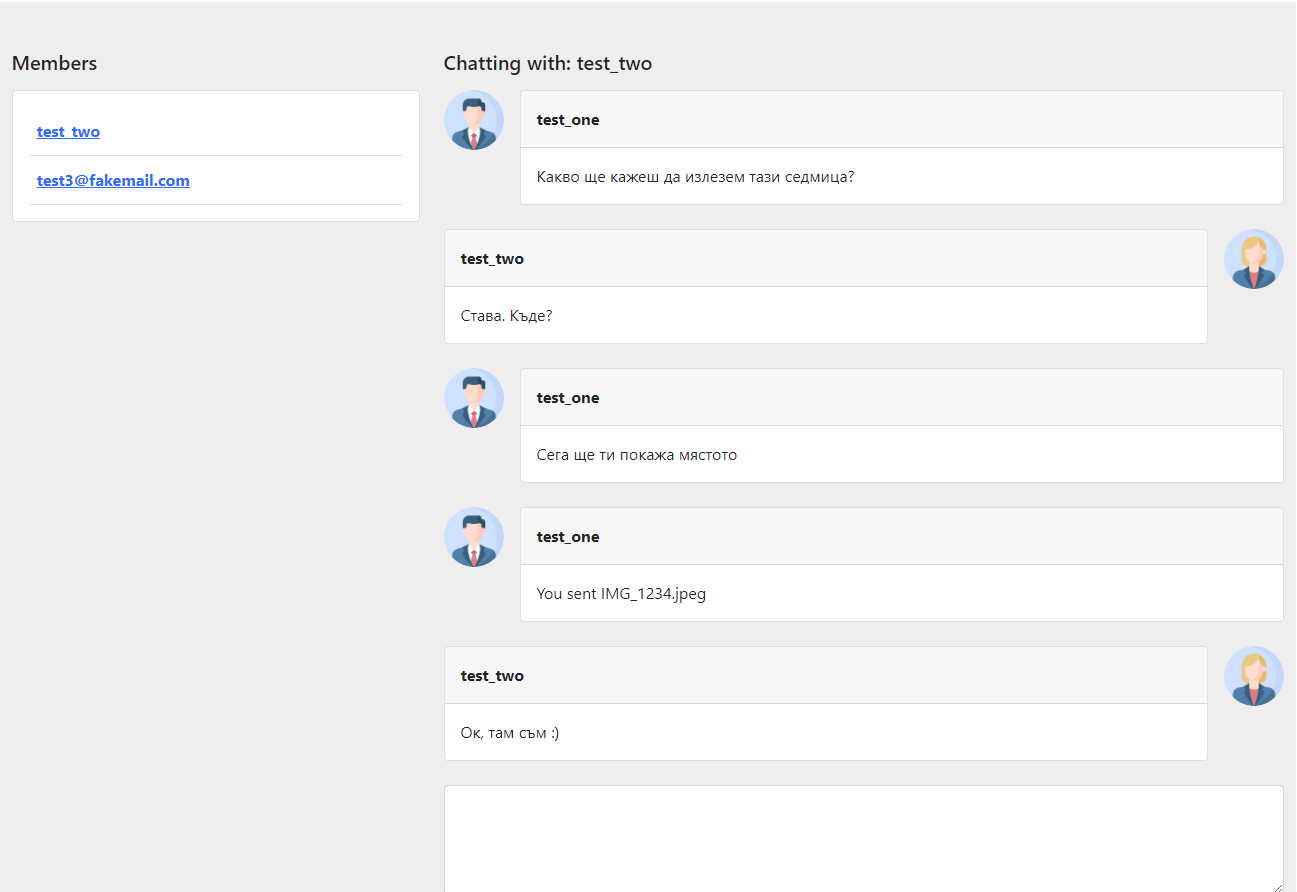 Members
test_two
test3@fakemail.com
Chatting with: test_two
test_one
Какво ще кажеш да излезем тази седмица?
test_two
Става. Къде?
test_one
Сега ще ти покажа мястото
test_one
You sent IMG_1234.jpeg
test_two
Ок, там съм :)